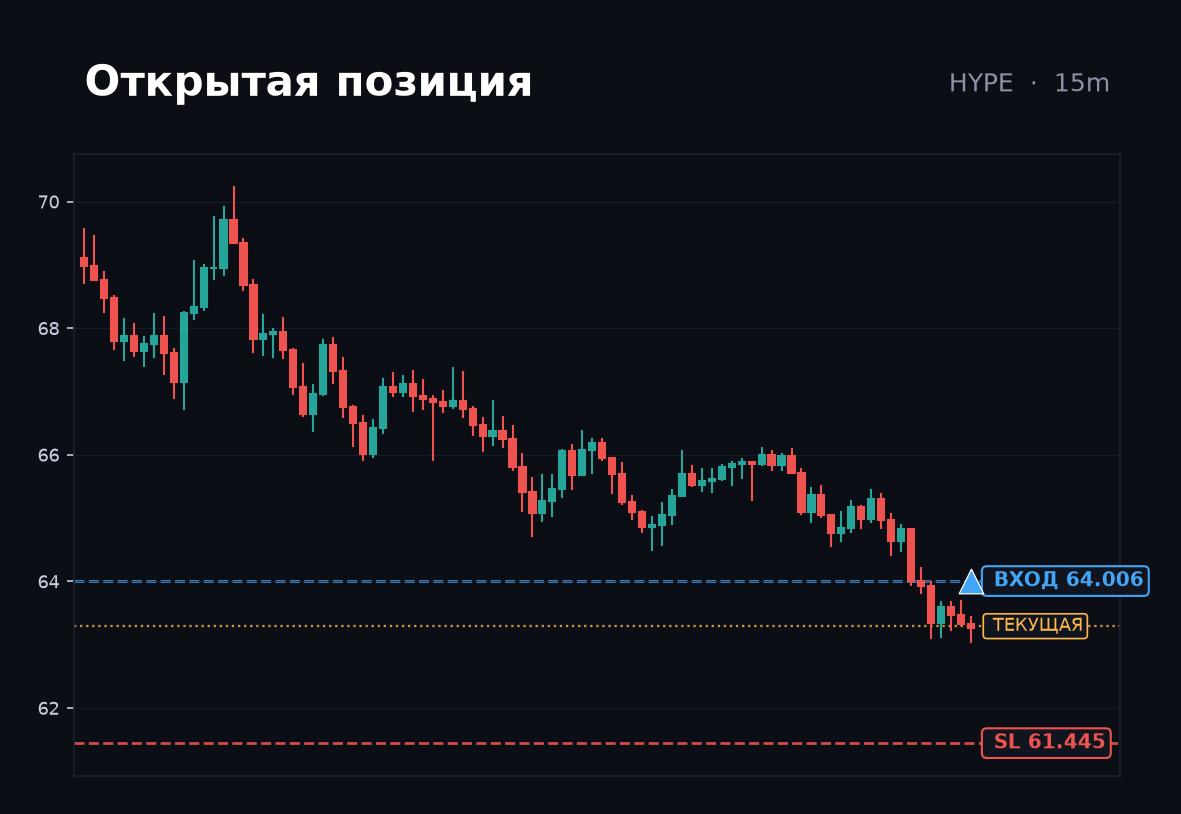 Открытая позиция
HYPE · 15m
70
68
66
64
62
ВХОД 64.006
ТЕКУЩАЯ
SL 61.445